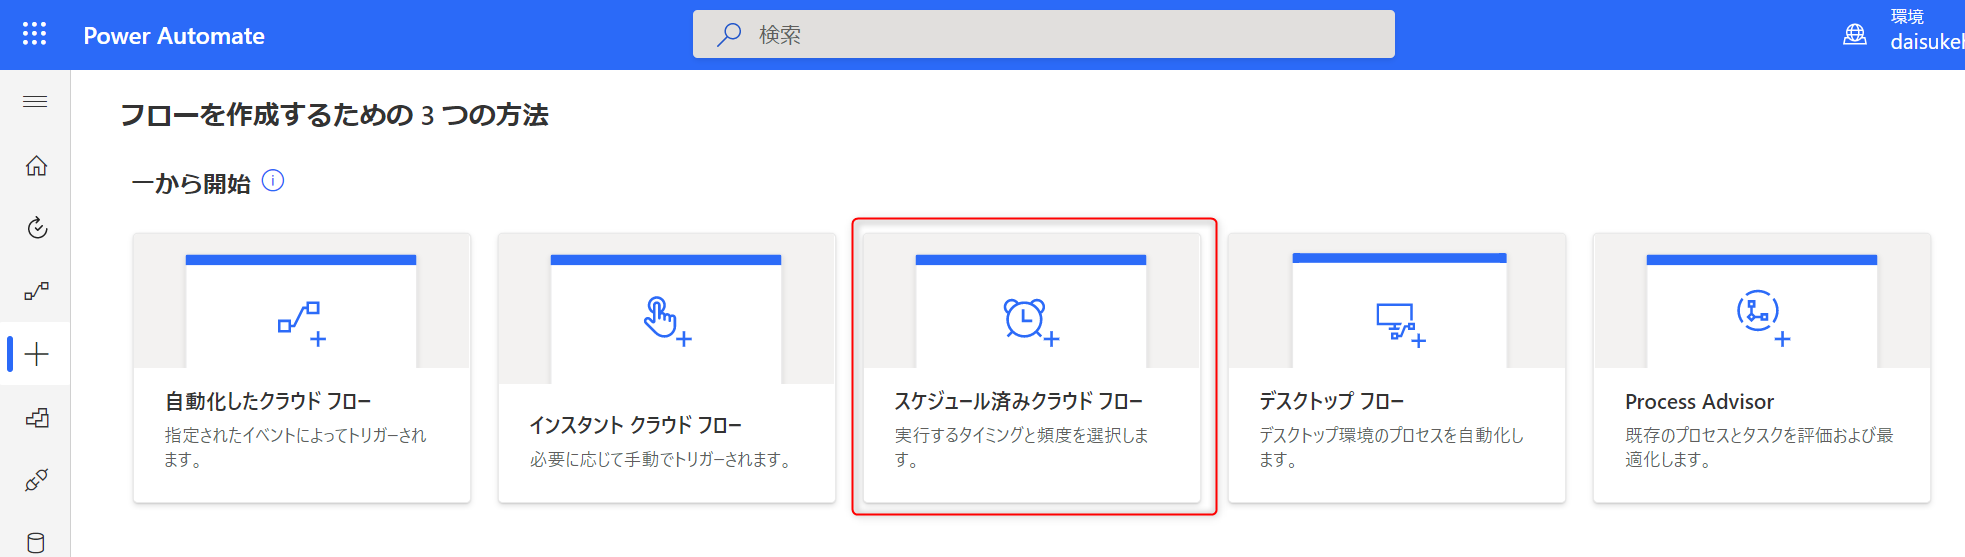 Power Automate
検索
環境
daisukeh
フローを作成するための 3 つの方法
一から開始
自動化したクラウド フロー
指定されたイベントによってトリガーされ
ます。
インスタント クラウド フロー
必要に応じて手動でトリガーされます。
スケジュール済みクラウド フロー
実行するタイミングと頻度を選択しま
す。
デスクトップ フロー
デスクトップ環境のプロセスを自動化し
ます。
Process Advisor
既存のプロセスとタスクを評価および最
適化します。